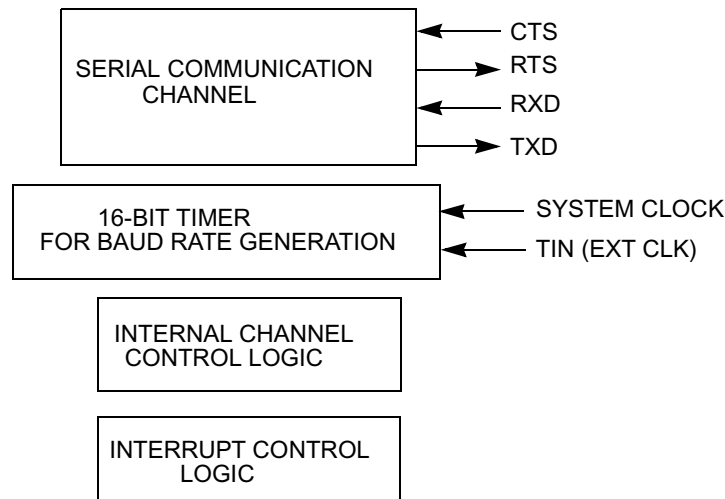 SERIAL COMMUNICATION
CHANNEL
CTS
RTS
RXD
TXD
16-BIT TIMER
FOR BAUD RATE GENERATION
SYSTEM CLOCK
TIN (EXT CLK)
INTERNAL CHANNEL
CONTROL LOGIC
INTERRUPT CONTROL
LOGIC